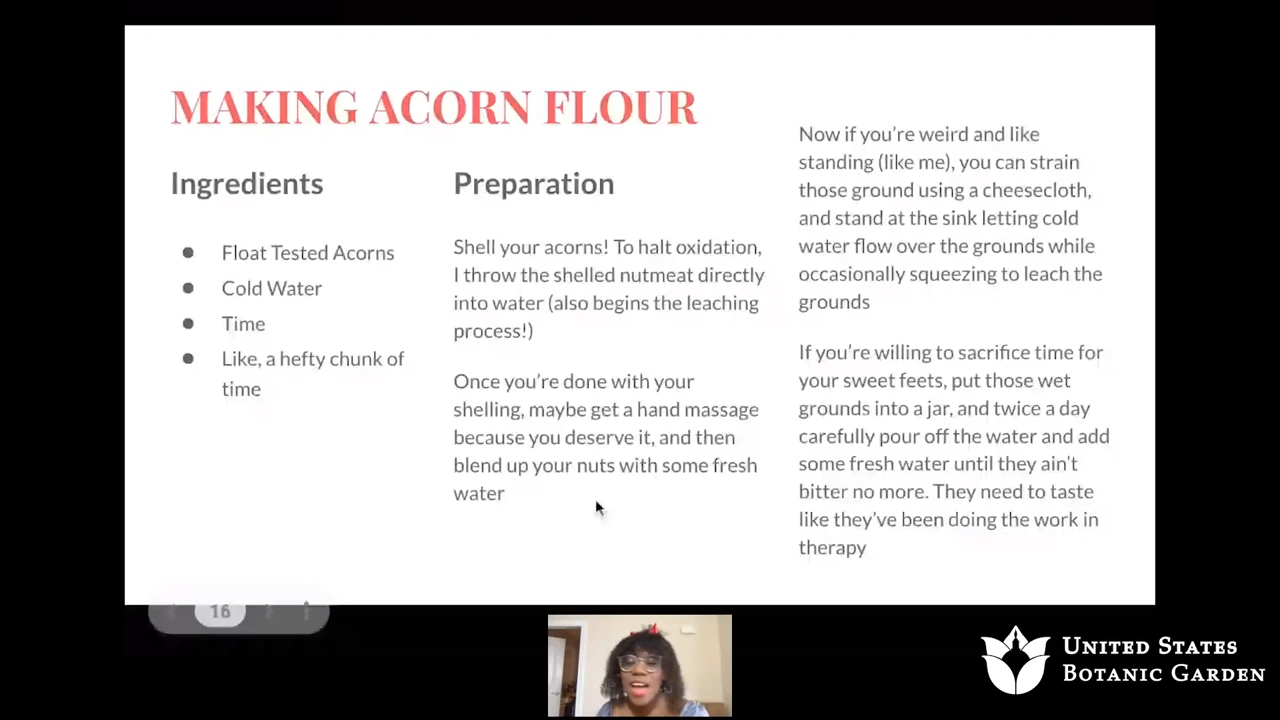 MAKING ACORN FLOUR
Ingredients
Float Tested Acorns
Cold Water
Time
Like, a hefty chunk of
time
Preparation
Shell your acorns! To halt oxidation,
I throw the shelled nutmeat directly
into water (also begins the leaching
process!)
Once you're done with your
shelling, maybe get a hand massage
because you deserve it, and then
blend up your nuts with some fresh
water
Now if you're weird and like
standing (like me), you can strain
those ground using a cheesecloth,
and stand at the sink letting cold
water flow over the grounds while
occasionally squeezing to leach the
grounds
If you're willing to sacrifice time for
your sweet feets, put those wet
grounds into a jar, and twice a day
carefully pour off the water and add
some fresh water until they ain't
bitter no more. They need to taste
like they've been doing the work in
therapy
16
UNITED STATES
BOTANIC GARDEN